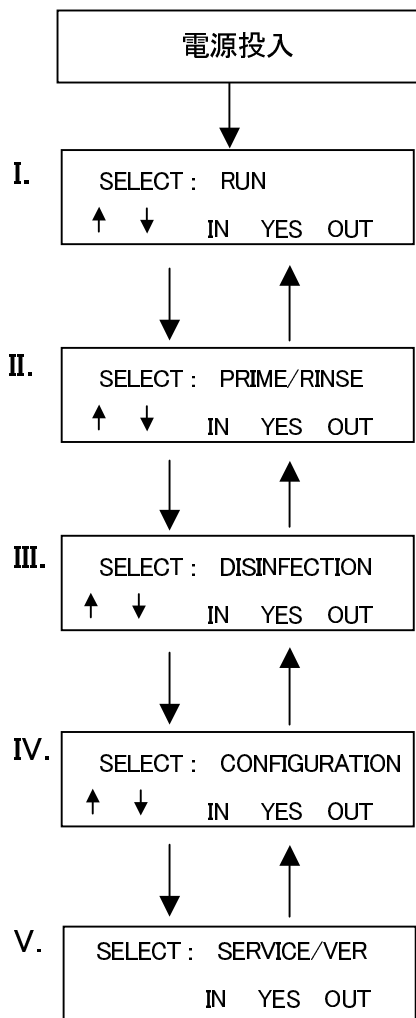 電源投入
I.
SELECT : RUN
↑ ↓ IN YES OUT
II.
SELECT : PRIME/RINSE
↑ ↓ IN YES OUT
III.
SELECT : DISINFECTION
↑ ↓ IN YES OUT
IV.
SELECT : CONFIGURATION
↑ ↓ IN YES OUT
V.
SELECT : SERVICE/VER
IN YES OUT